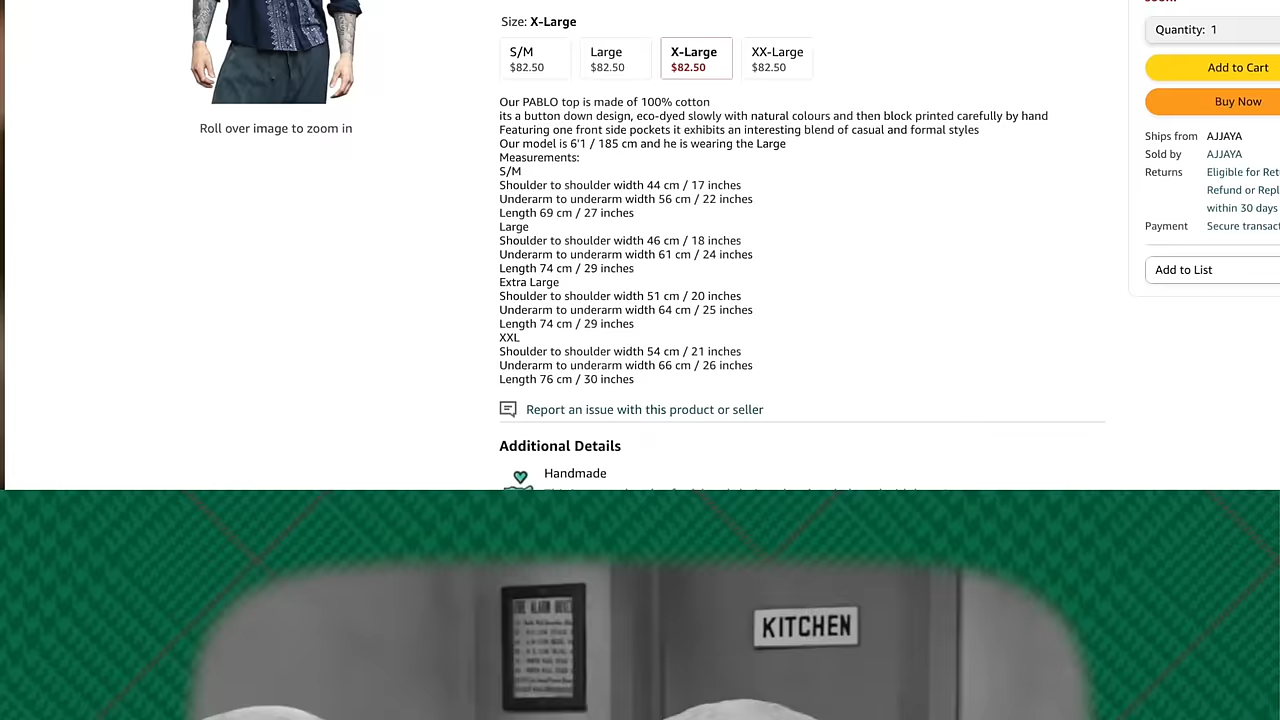 Size: X-Large
S/M
$82.50
Large
$82.50
X-Large
$82.50
XX-Large
$82.50
Our PABLO top is made of 100% cotton
its a button down design, eco-dyed slowly with natural colours and then block printed carefully by hand
Featuring one front side pockets it exhibits an interesting blend of casual and formal styles
Our model is 6'1 / 185 cm and he is wearing the Large
Measurements:
S/M
Shoulder to shoulder width 44 cm / 17 inches
Underarm to underarm width 56 cm / 22 inches
Length 69 cm / 27 inches
Large
Shoulder to shoulder width 46 cm / 18 inches
Underarm to underarm width 61 cm / 24 inches
Length 74 cm / 29 inches
Extra Large
Shoulder to shoulder width 51 cm / 20 inches
Underarm to underarm width 64 cm / 25 inches
Length 74 cm / 29 inches
XXL
Shoulder to shoulder width 54 cm / 21 inches
Underarm to underarm width 66 cm / 26 inches
Length 76 cm / 30 inches
Report an issue with this product or seller
Additional Details
Handmade
Roll over image to zoom in
Quantity: 1
Add to Cart
Buy Now
Ships from AJJAYA
Sold by AJJAYA
Returns Eligible for Ret
Refund or Repl
within 30 days
Payment Secure transact
Add to List
KITCHEN